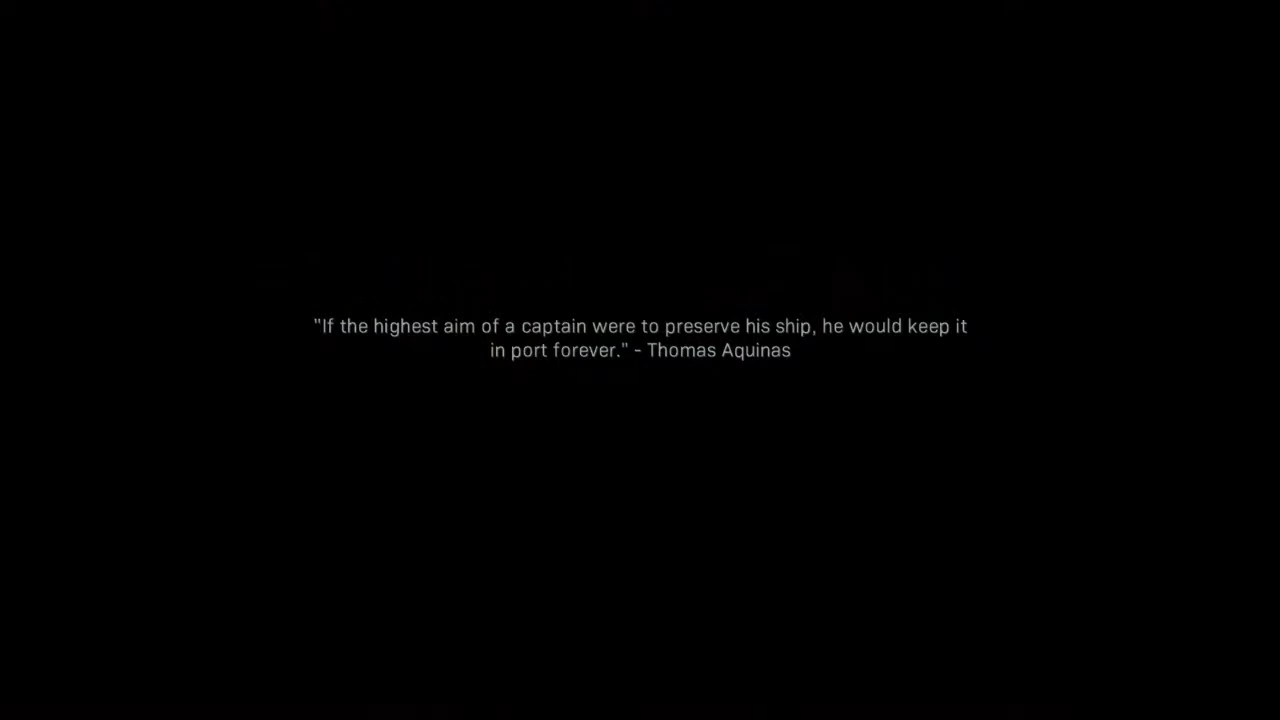 "If the highest aim of a captain were to preserve his ship, he would keep it
in port forever." - Thomas Aquinas